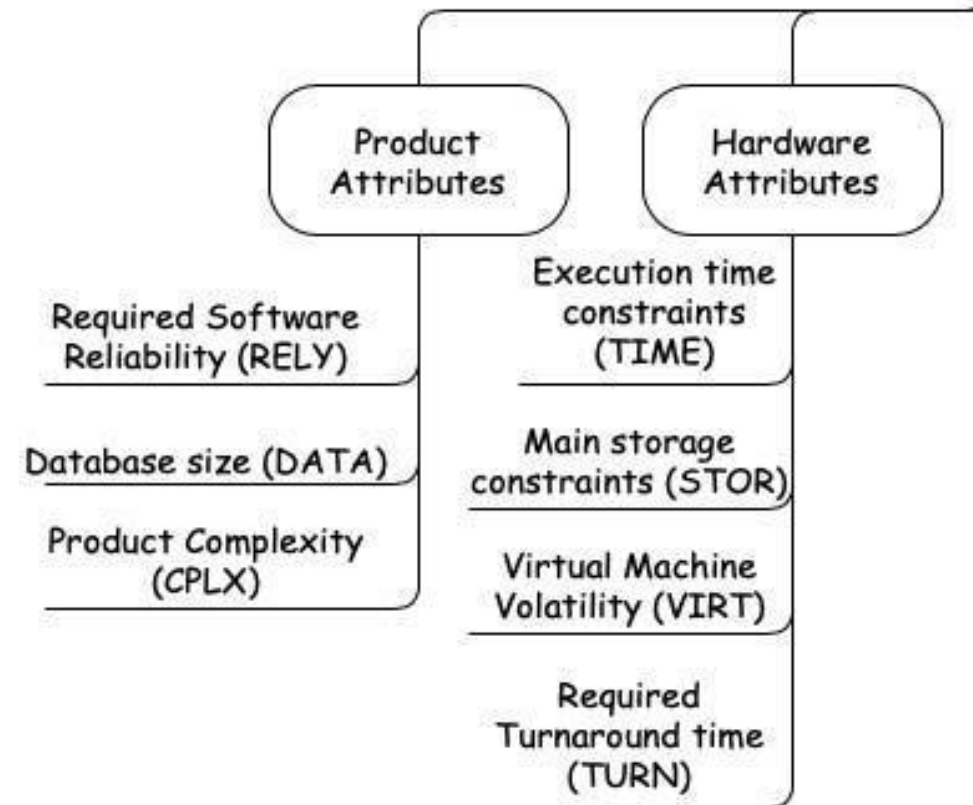 Product
Attributes
Required Software
Reliability (RELY)
Database size (DATA)
Product Complexity
(CPLX)
Hardware
Attributes
Execution time
constraints
(TIME)
Main storage
constraints (STOR)
Virtual Machine
Volatility (VIRT)
Required
Turnaround time
(TURN)